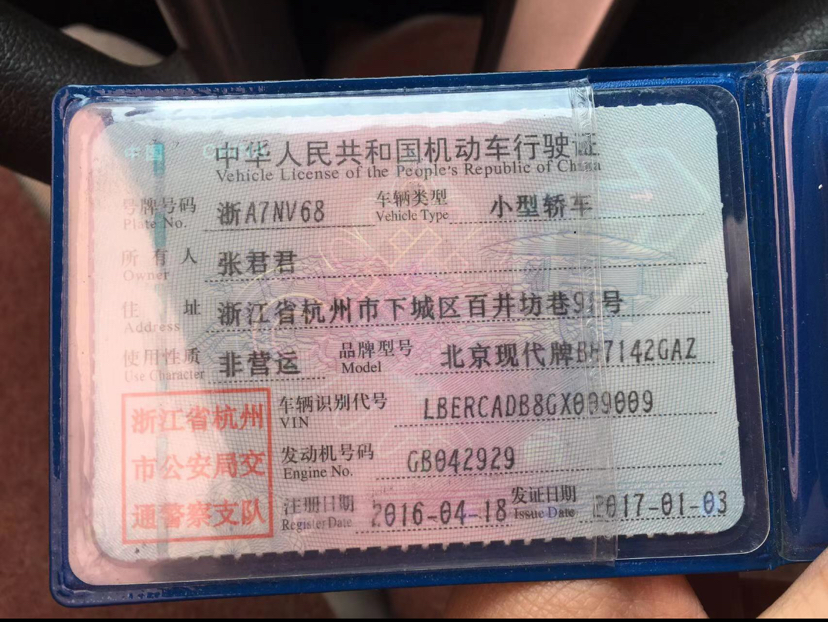 中华人民共和国机动车行驶证
Vehicle License of the People's Republic of China
号牌号码 浙A7NV68 车辆类型 小型轿车
Plate No. Vehicle Type
所有人 张君君
Owner
住址 浙江省杭州市下城区百井坊巷 号
Address
使用性质 非营运 品牌型号 北京现代牌BH7142GAZ
Use Character Model
浙江省杭州
市公安局交
通警察支队
车辆识别代号 LBERCADB8GX009009
VIN
发动机号码 GB042929
Engine No.
注册日期 2016-04-18 发证日期 2017-01-03
Register Date Issue Date